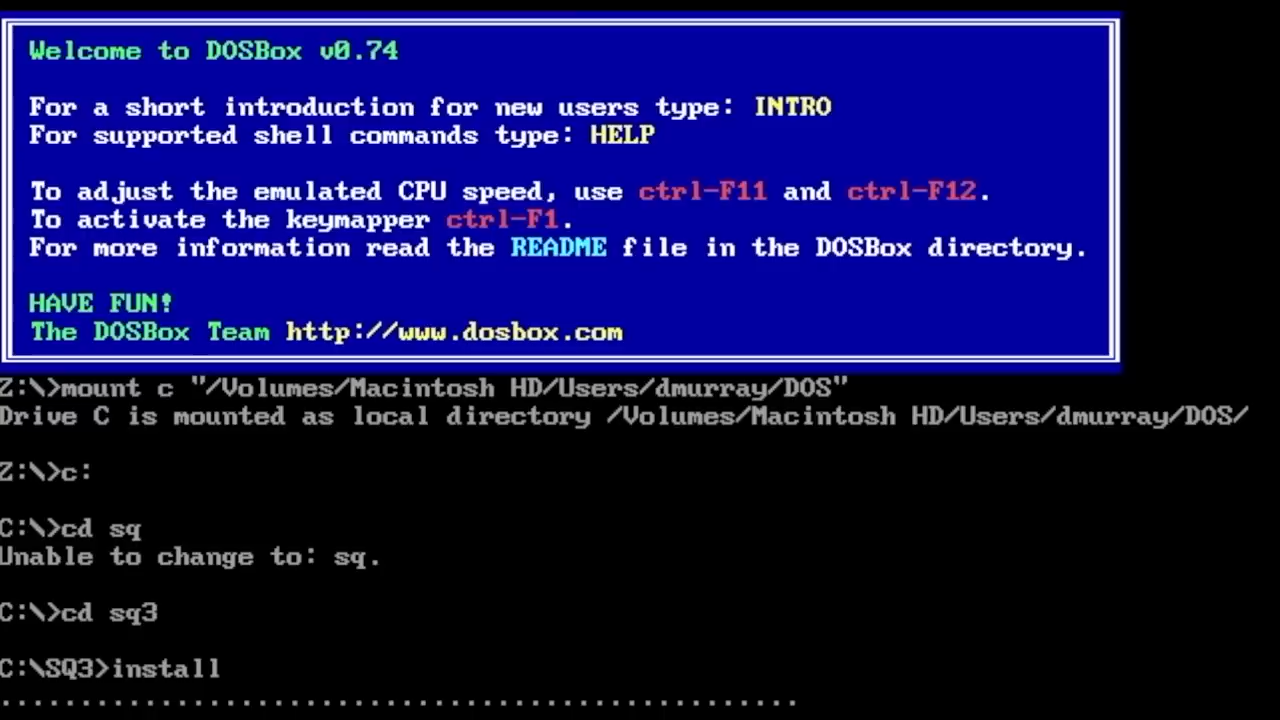 Welcome to DOSBox v0.74
For a short introduction for new users type: INTRO
For supported shell commands type: HELP
To adjust the emulated CPU speed, use ctrl-F11 and ctrl-F12.
To activate the keymapper ctrl-F1.
For more information read the README file in the DOSBox directory.
HAVE FUN!
The DOSBox Team http://www.dosbox.com
Z:\>mount c "/Volumes/Macintosh HD/Users/dmurray/DOS"
Drive C is mounted as local directory /Volumes/Macintosh HD/Users/dmurray/DOS/
Z:\>c:
C:\>cd sq
Unable to change to: sq.
C:\>cd sq3
C:\SQ3>install
..................................................